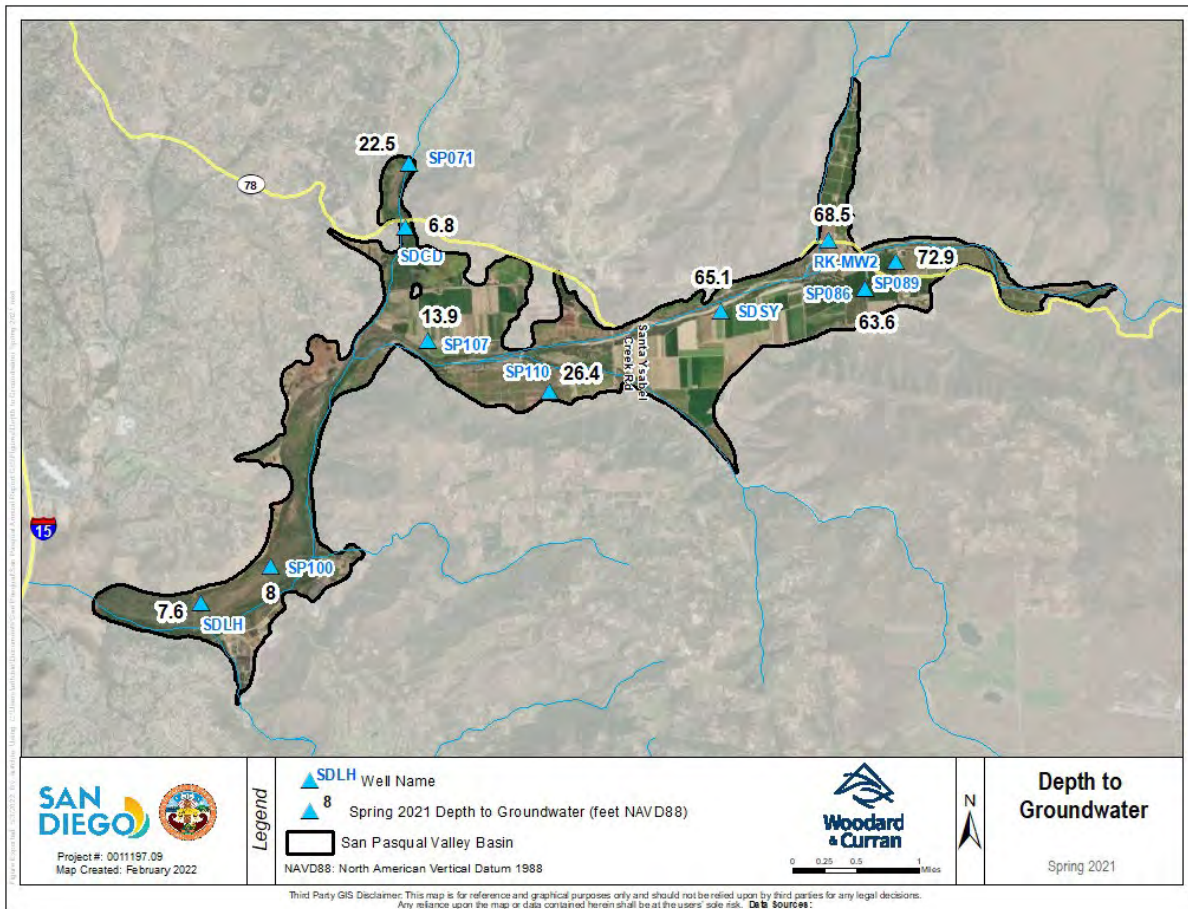 22.5
SP071
78
6.8
SDCD
68.5
RK-MW2
72.9
65.1
SP086
SP089
SDSY
63.6
13.9
SP107
Santa Ysabel
Creek Rd
SP110
26.4
15
SP100
8
7.6
SDLH
SAN
DIEGO
Project #: 0011197.09
Map Created: February 2022
Legend
SDLH Well Name
8 Spring 2021 Depth to Groundwater (feet NAVD88)
San Pasqual Valley Basin
NAVD88: North American Vertical Datum 1988
Woodard
& Curran
0 0.25 0.5 1
Miles
N
Depth to
Groundwater
Spring 2021
Third Party GIS Disclaimer: This map is for reference and graphical purposes only and should not be relied upon by third parties for any legal decisions.
Any reliance upon the map or data contained herein shall be at the users' sole risk. Data Sources: